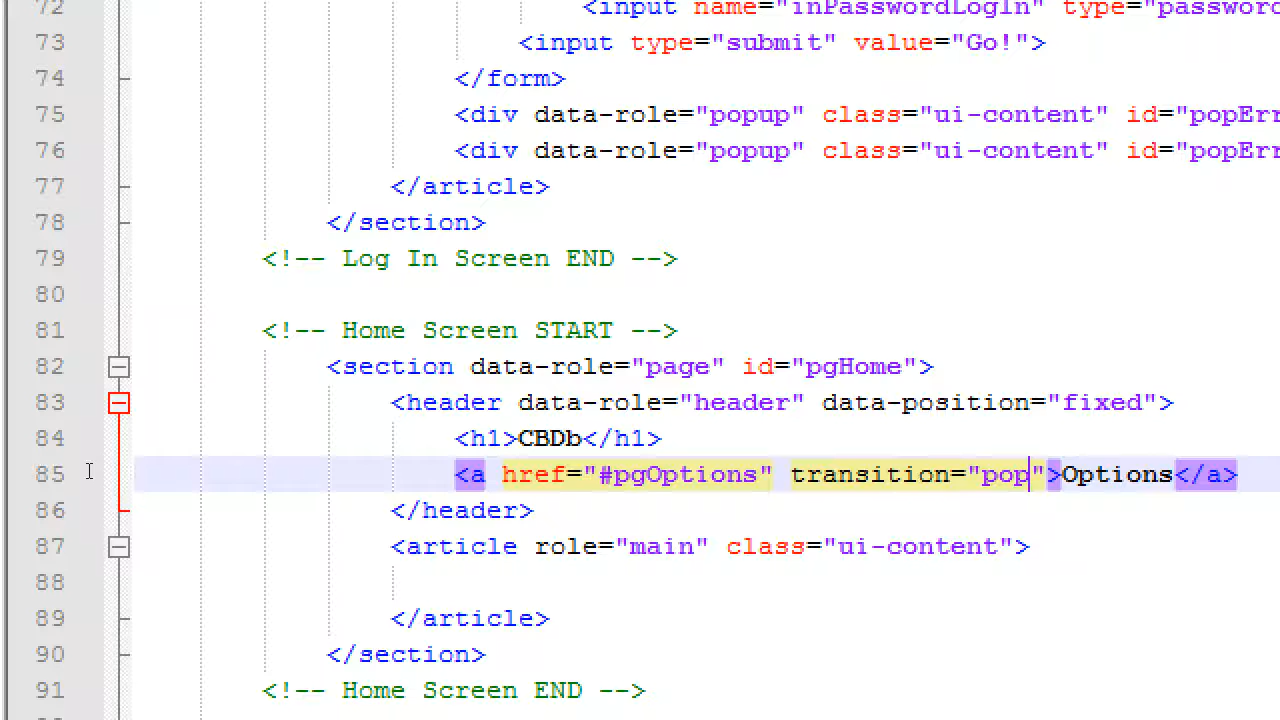 72 <input name="inPasswordLogIn" type="password
73 <input type="submit" value="Go!">
74 </form>
75 <div data-role="popup" class="ui-content" id="popErr
76 <div data-role="popup" class="ui-content" id="popErr
77 </article>
78 </section>
79 <!-- Log In Screen END -->
80
81 <!-- Home Screen START -->
82 <section data-role="page" id="pgHome">
83 <header data-role="header" data-position="fixed">
84 <h1>CBDb</h1>
85 <a href="#pgOptions" transition="pop">Options</a>
86 </header>
87 <article role="main" class="ui-content">
88
89 </article>
90 </section>
91 <!-- Home Screen END -->